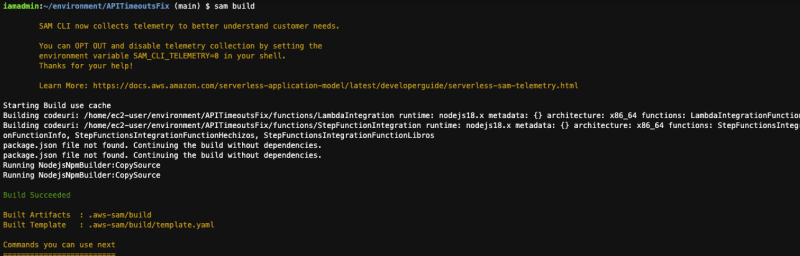 iamadmin:~/environment/APITimeoutsFix (main) $ sam build
SAM CLI now collects telemetry to better understand customer needs.
You can OPT OUT and disable telemetry collection by setting the
environment variable SAM_CLI_TELEMETRY=0 in your shell.
Thanks for your help!
Learn More: https://docs.aws.amazon.com/serverless-application-model/latest/developerguide/serverless-sam-telemetry.html
Starting Build use cache
Building codeuri: /home/ec2-user/environment/APITimeoutsFix/functions/LambdaIntegration runtime: nodejs18.x metadata: {} architecture: x86_64 functions: LambdaIntegrationFunction
Building codeuri: /home/ec2-user/environment/APITimeoutsFix/functions/StepFunctionIntegration runtime: nodejs18.x metadata: {} architecture: x86_64 functions: StepFunctionsInteg
onFunctionInfo, StepFunctionsIntegrationFunctionHechizos, StepFunctionsIntegrationFunctionLibros
package.json file not found. Continuing the build without dependencies.
package.json file not found. Continuing the build without dependencies.
Running NodejsNpmBuilder:CopySource
Running NodejsNpmBuilder:CopySource
Build Succeeded
Built Artifacts  : .aws-sam/build
Built Template   : .aws-sam/build/template.yaml
Commands you can use next
=========================